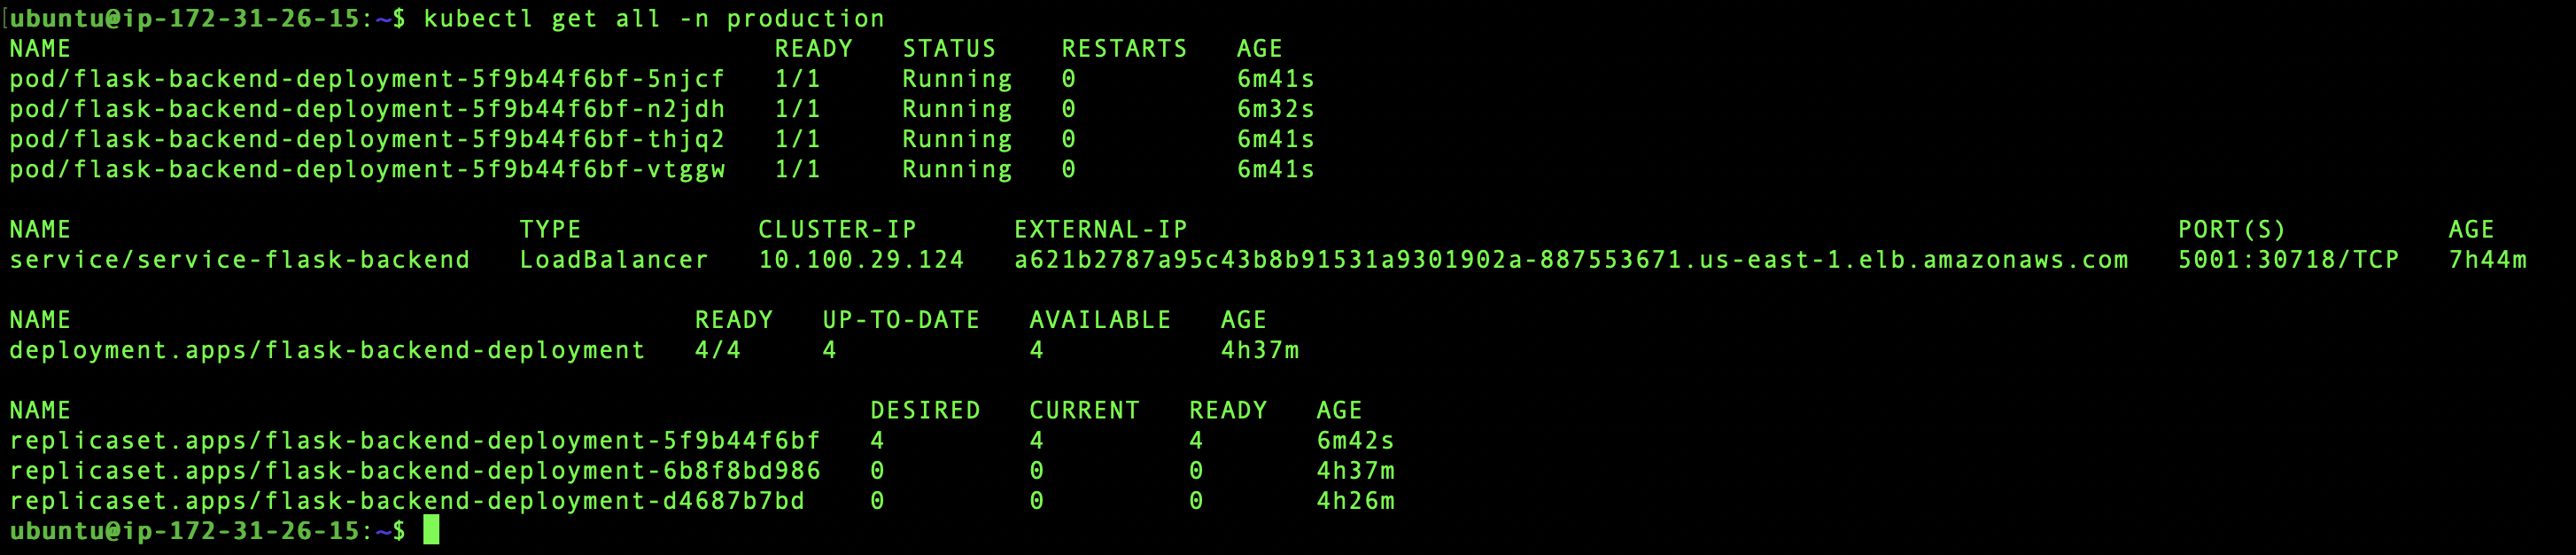 ubuntu@ip-172-31-26-15:~$ kubectl get all -n production
NAME READY STATUS RESTARTS AGE
pod/flask-backend-deployment-5f9b44f6bf-5njcf 1/1 Running 0 6m41s
pod/flask-backend-deployment-5f9b44f6bf-n2jdh 1/1 Running 0 6m32s
pod/flask-backend-deployment-5f9b44f6bf-thjq2 1/1 Running 0 6m41s
pod/flask-backend-deployment-5f9b44f6bf-vtggw 1/1 Running 0 6m41s
NAME TYPE CLUSTER-IP EXTERNAL-IP PORT(S) AGE
service/service-flask-backend LoadBalancer 10.100.29.124 a621b2787a95c43b8b91531a9301902a-887553671.us-east-1.elb.amazonaws.com 5001:30718/TCP 7h44m
NAME READY UP-TO-DATE AVAILABLE AGE
deployment.apps/flask-backend-deployment 4/4 4 4 4h37m
NAME DESIRED CURRENT READY AGE
replicaset.apps/flask-backend-deployment-5f9b44f6bf 4 4 4 6m42s
replicaset.apps/flask-backend-deployment-6b8f8bd986 0 0 0 4h37m
replicaset.apps/flask-backend-deployment-d4687b7bd 0 0 0 4h26m
ubuntu@ip-172-31-26-15:~$